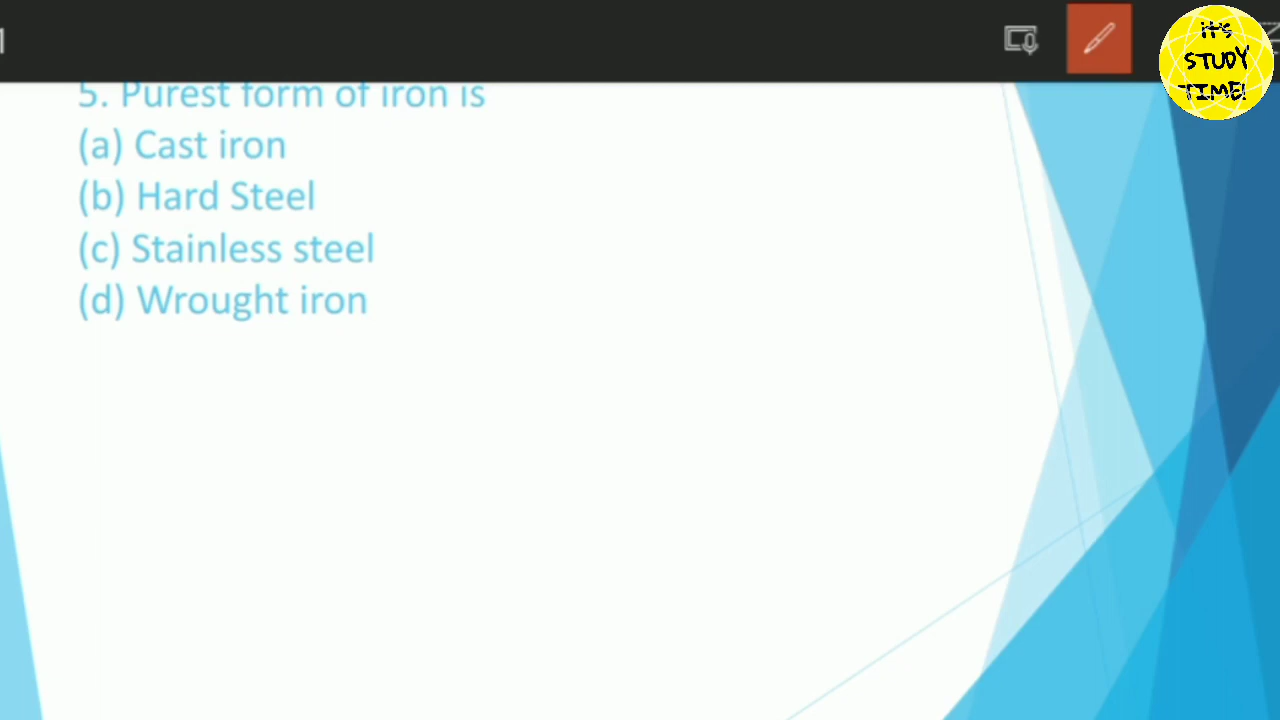 5. Purest form of iron is
(a) Cast iron
(b) Hard Steel
(c) Stainless steel
(d) Wrought iron
IT'S
STUDY
TIME!